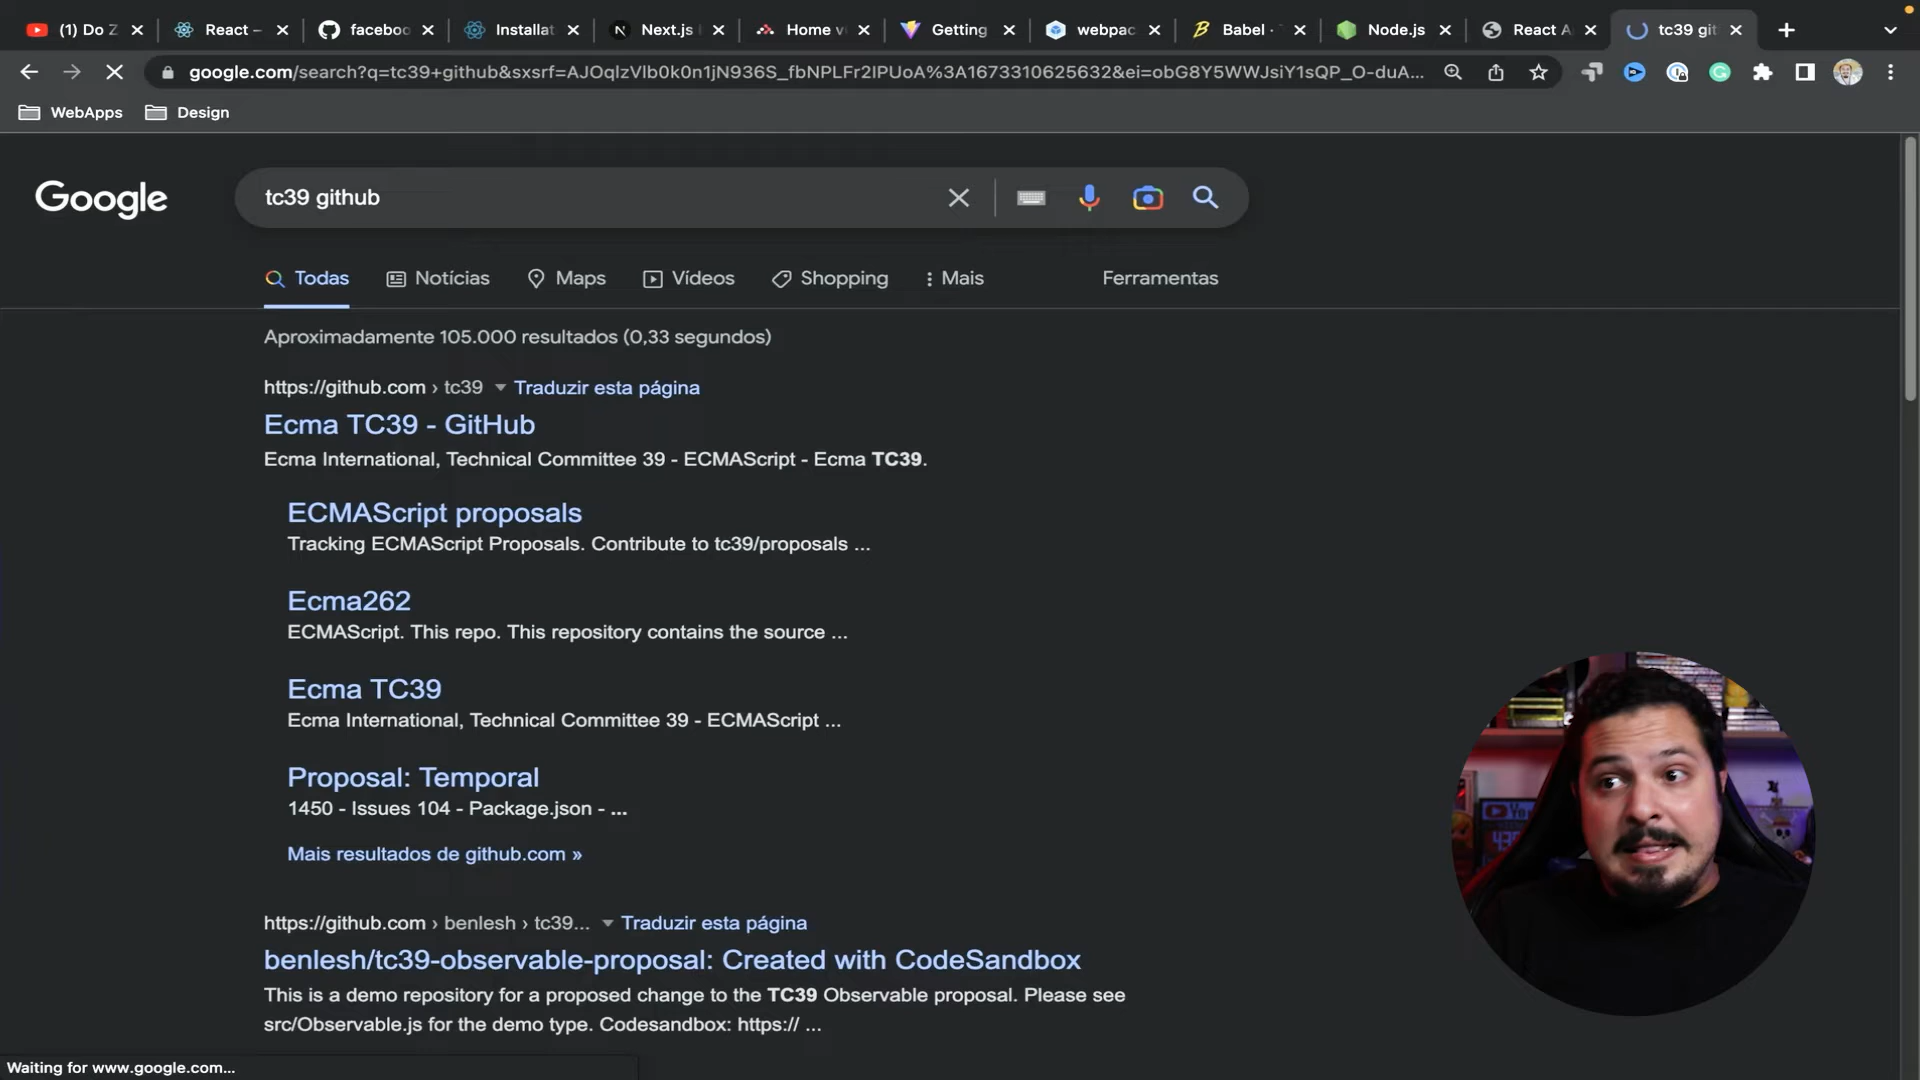 (1) Do Z
React –
faceboo
Installat
Next.js
Home v
Getting
webpac
Babel ·
Node.js
React A
tc39 git
google.com/search?q=tc39+github&sxsrf=AJOqlzVlb0k0n1jN936S_fbNPLFr2IPUoA%3A1673310625632&ei=obG8Y5WWJsiY1sQP_O-duA...
WebApps
Design
Google
tc39 github
Todas
Notícias
Maps
Vídeos
Shopping
Mais
Ferramentas
Aproximadamente 105.000 resultados (0,33 segundos)
https://github.com › tc39 Traduzir esta página
Ecma TC39 - GitHub
Ecma International, Technical Committee 39 - ECMAScript - Ecma TC39.
ECMAScript proposals
Tracking ECMAScript Proposals. Contribute to tc39/proposals ...
Ecma262
ECMAScript. This repo. This repository contains the source ...
Ecma TC39
Ecma International, Technical Committee 39 - ECMAScript ...
Proposal: Temporal
1450 - Issues 104 - Package.json - ...
Mais resultados de github.com »
https://github.com › benlesh › tc39... Traduzir esta página
benlesh/tc39-observable-proposal: Created with CodeSandbox
This is a demo repository for a proposed change to the TC39 Observable proposal. Please see
src/Observable.js for the demo type. Codesandbox: https:// ...
Waiting for www.google.com...